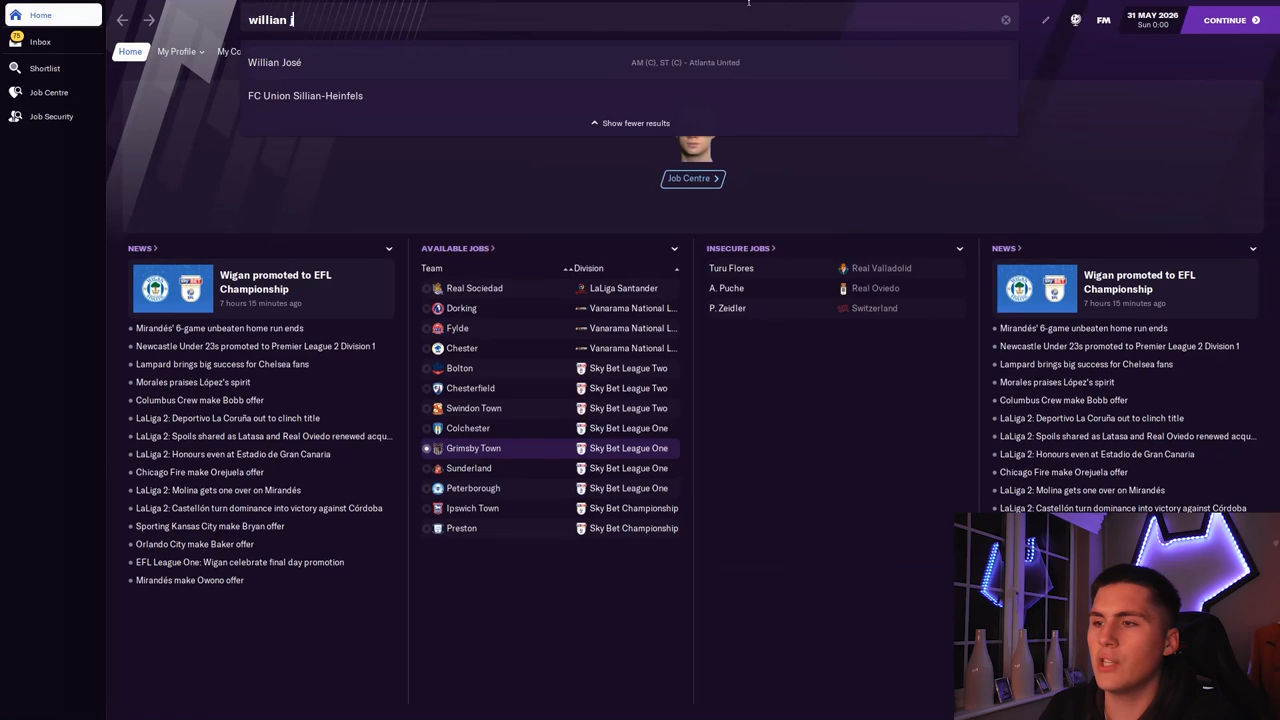 Home
75
Inbox
Shortlist
Job Centre
Job Security
willian j
FM
31 MAY 2026
Sun 0:00
CONTINUE
Home
My Profile
My Co
Willian José
AM (C), ST (C) - Atlanta United
FC Union Sillian-Heinfels
Show fewer results
Job Centre
NEWS
Wigan promoted to EFL
Championship
7 hours 15 minutes ago
Mirandés' 6-game unbeaten home run ends
Newcastle Under 23s promoted to Premier League 2 Division 1
Lampard brings big success for Chelsea fans
Morales praises López's spirit
Columbus Crew make Bobb offer
LaLiga 2: Deportivo La Coruña out to clinch title
LaLiga 2: Spoils shared as Latasa and Real Oviedo renewed acqu...
LaLiga 2: Honours even at Estadio de Gran Canaria
Chicago Fire make Orejuela offer
LaLiga 2: Molina gets one over on Mirandés
LaLiga 2: Castellón turn dominance into victory against Córdoba
Sporting Kansas City make Bryan offer
Orlando City make Baker offer
EFL League One: Wigan celebrate final day promotion
Mirandés make Owono offer
AVAILABLE JOBS
Team
Division
Real Sociedad
LaLiga Santander
Dorking
Vanarama National L...
Fylde
Vanarama National L...
Chester
Vanarama National L...
Bolton
Sky Bet League Two
Chesterfield
Sky Bet League Two
Swindon Town
Sky Bet League Two
Colchester
Sky Bet League One
Grimsby Town
Sky Bet League One
Sunderland
Sky Bet League One
Peterborough
Sky Bet League One
Ipswich Town
Sky Bet Championship
Preston
Sky Bet Championship
INSECURE JOBS
Turu Flores
Real Valladolid
A. Puche
Real Oviedo
P. Zeidler
Switzerland
NEWS
Wigan promoted to EFL
Championship
7 hours 15 minutes ago
Mirandés' 6-game unbeaten home run ends
Newcastle Under 23s promoted to Premier League 2 Division 1
Lampard brings big success for Chelsea fans
Morales praises López's spirit
Columbus Crew make Bobb offer
LaLiga 2: Deportivo La Coruña out to clinch title
LaLiga 2: Spoils shared as Latasa and Real Oviedo renewed acqu...
LaLiga 2: Honours even at Estadio de Gran Canaria
Chicago Fire make Orejuela offer
LaLiga 2: Molina gets one over on Mirandés
LaLiga 2: Castellón turn dominance into victory against Córdoba